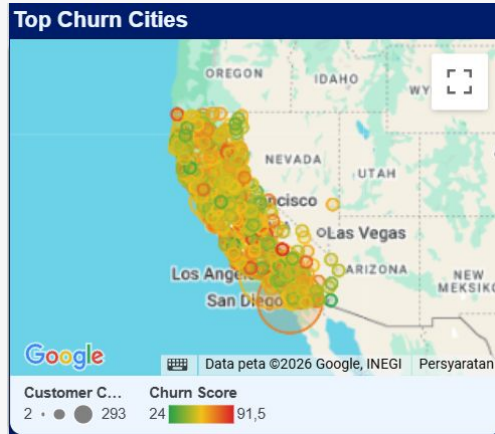 Top Churn Cities
OREGON
IDAHO
WY
NEVADA
UTAH
ncisco
Las Vegas
Los Angel
ARIZONA
NEW
MEKSIKO
San Diego
Google
Data peta ©2026 Google, INEGI Persyaratan
Customer C... Churn Score
2 293 24 91,5